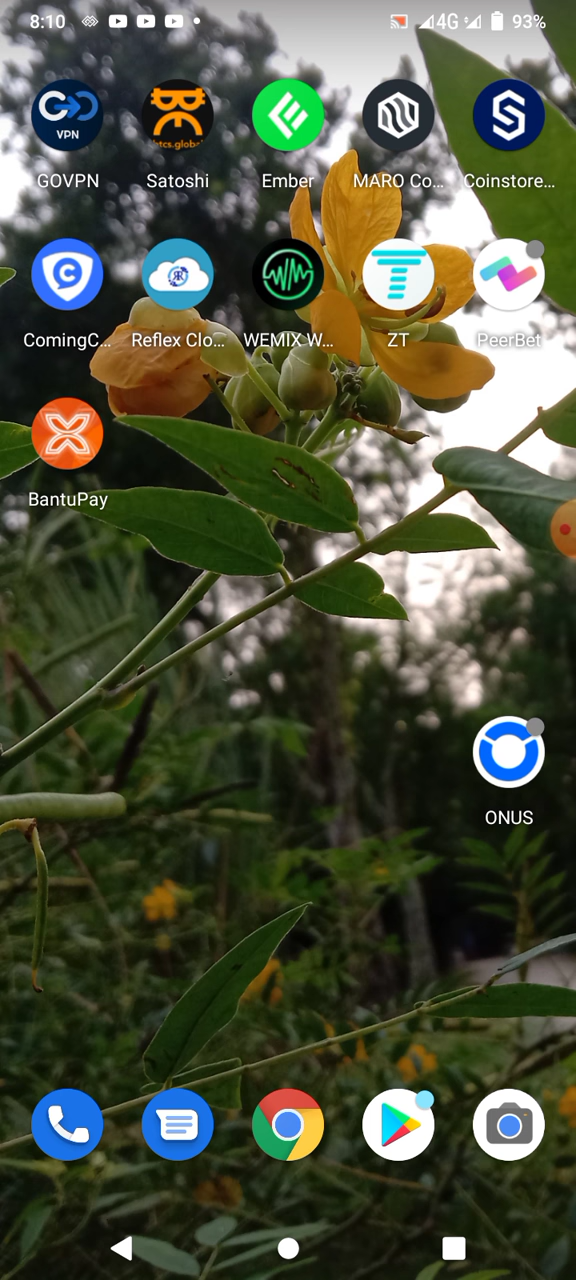 8:10 4G 93%
VPN
btcs.global
GOVPN Satoshi Ember MARO Co... Coinstore...
ComingC... Reflex Clo... WEMIX W... ZT PeerBet
BantuPay
ONUS